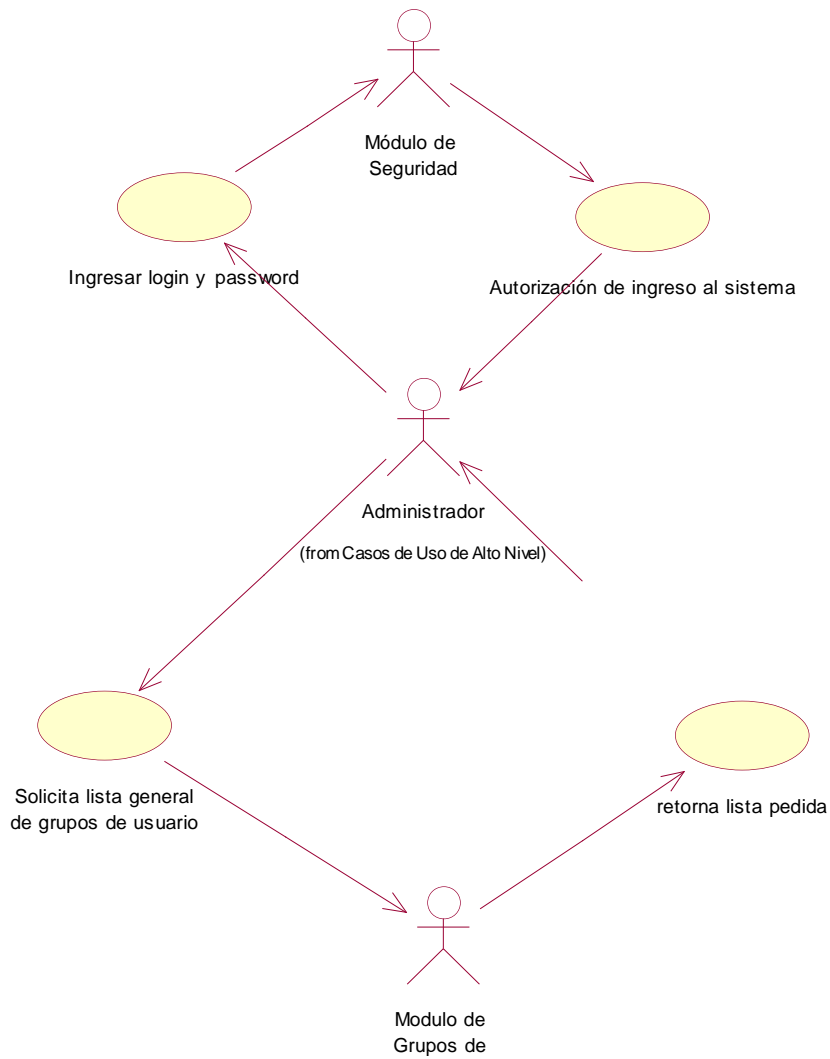 Módulo de
Seguridad
Ingresar login y password
Autorización de ingreso al sistema
Administrador
(from Casos de Uso de Alto Nivel)
Solicita lista general
de grupos de usuario
retorna lista pedida
Modulo de
Grupos de